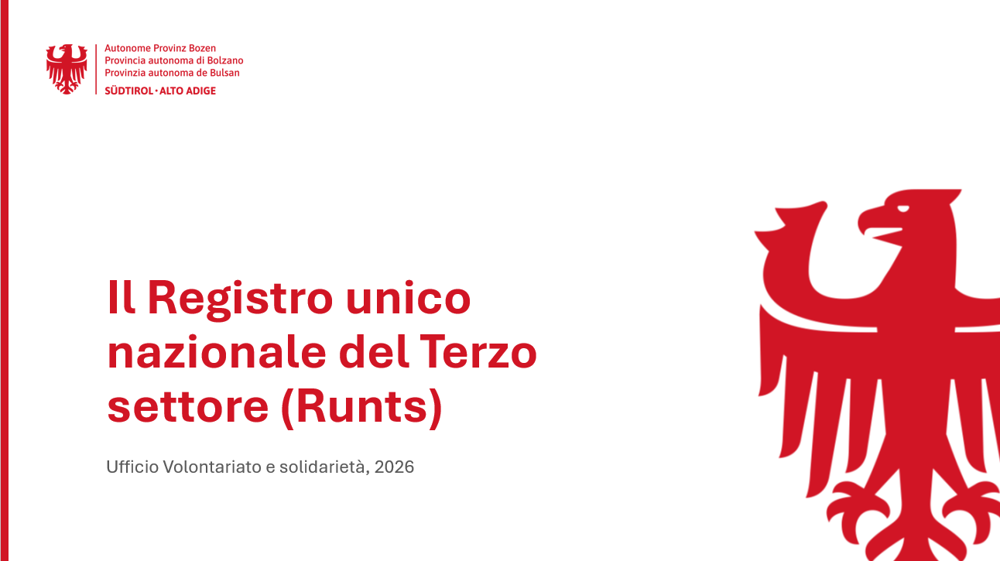 Autonome Provinz Bozen
Provincia autonoma di Bolzano
Provinzia autonoma de Bulsan
SÜDTIROL · ALTO ADIGE
Il Registro unico
nazionale del Terzo
settore (Runts)
Ufficio Volontariato e solidarietà, 2026